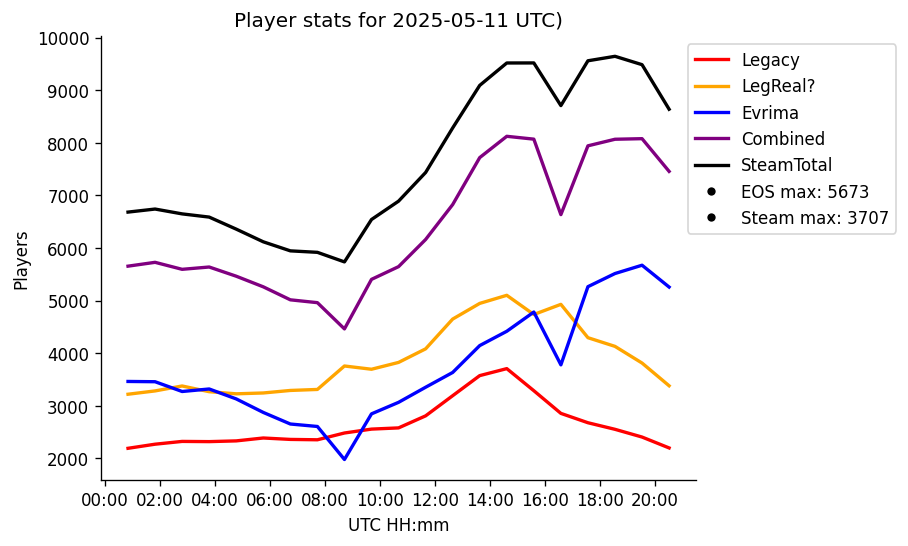 Player stats for 2025-05-11 UTC)
10000
9000
8000
7000
6000
5000
4000
3000
2000
Players
00:00 02:00 04:00 06:00 08:00 10:00 12:00 14:00 16:00 18:00 20:00
UTC HH:mm
Legacy
LegReal?
Evrima
Combined
SteamTotal
EOS max: 5673
Steam max: 3707